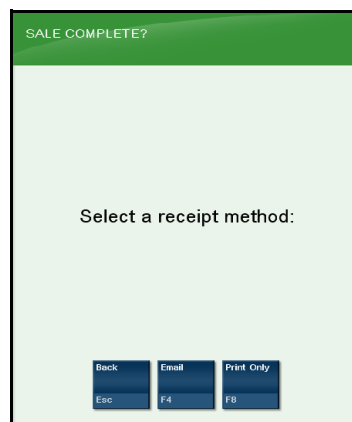 SALE COMPLETE?
Select a receipt method:
Back Email Print Only
Esc F4 F8